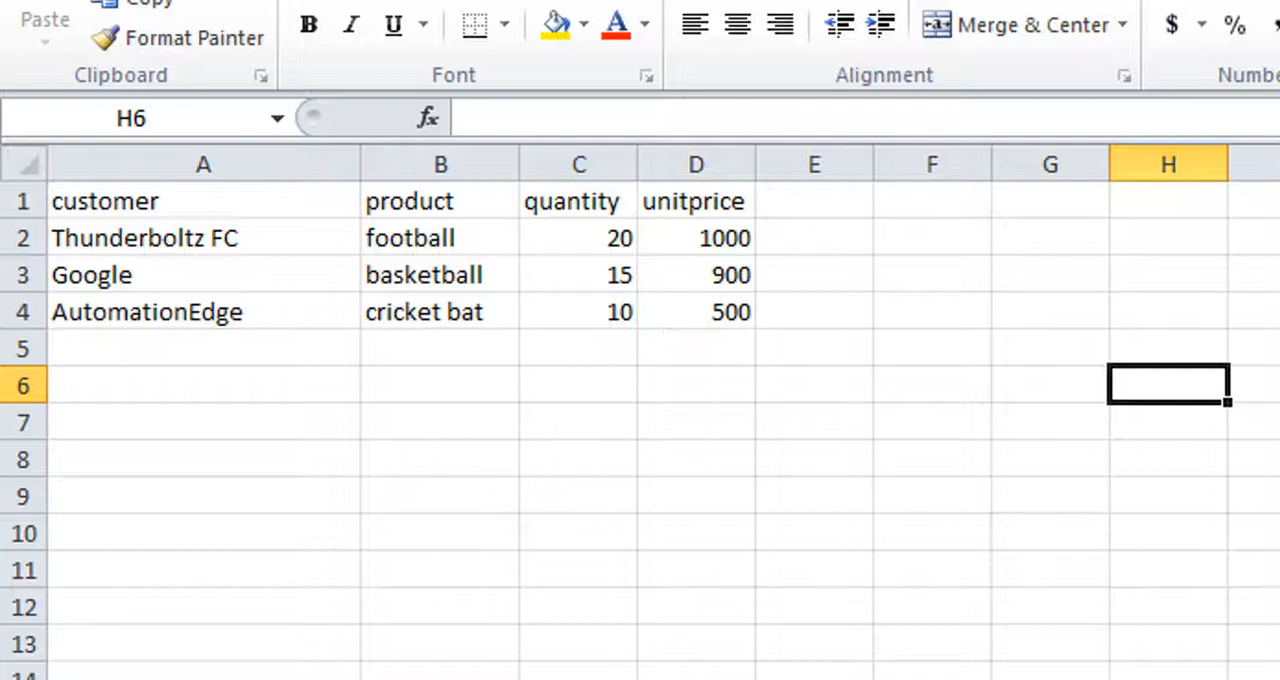 Paste Copy
Format Painter
B I U A Merge & Center $ %
Clipboard Font Alignment
H6 fx
A B C D E F G H
1 customer product quantity unitprice
2 Thunderboltz FC football 20 1000
3 Google basketball 15 900
4 AutomationEdge cricket bat 10 500
5
6
7
8
9
10
11
12
13
14